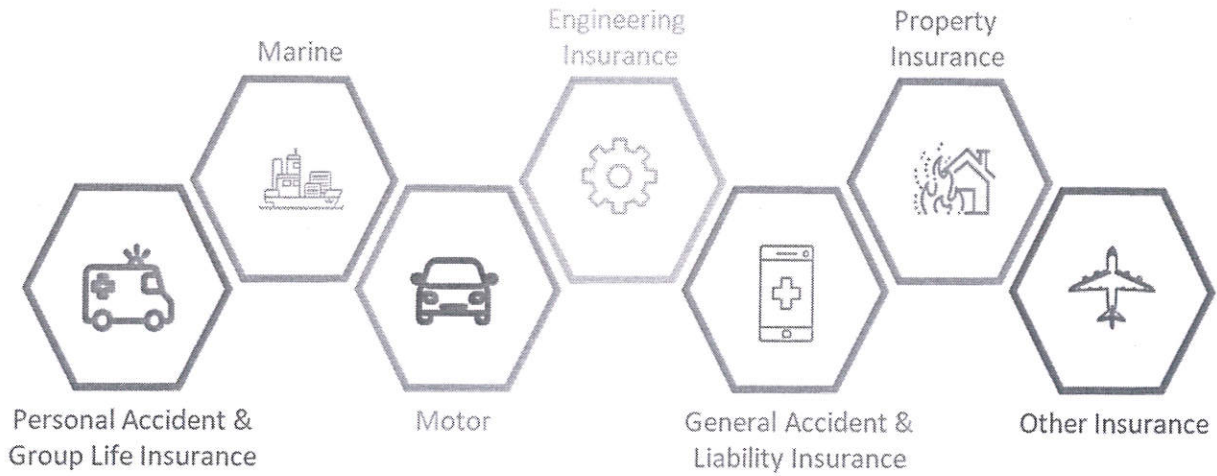 Marine
Engineering
Insurance
Property
Insurance
Personal Accident &
Group Life Insurance
Motor
General Accident &
Liability Insurance
Other Insurance